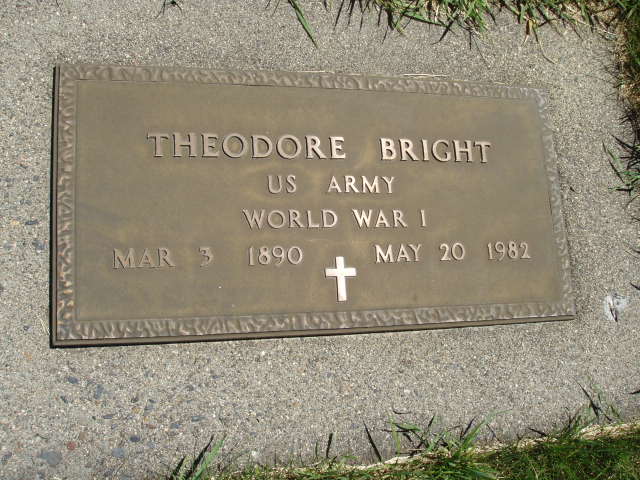 THEODORE BRIGHT
US ARMY
WORLD WAR I
MAR 3 1890 MAY 20 1982